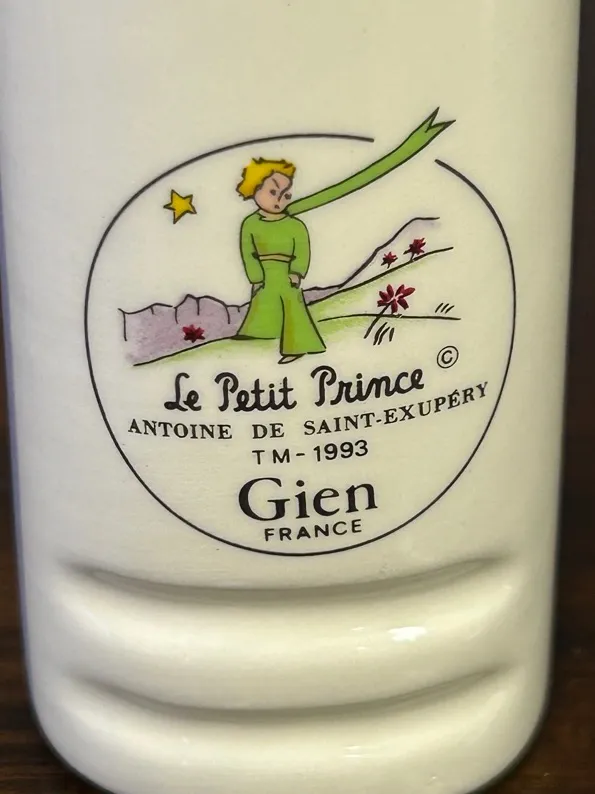 ©
Le Petit Prince
ANTOINE DE SAINT-EXUPÉRY
TM-1993
Gien
FRANCE